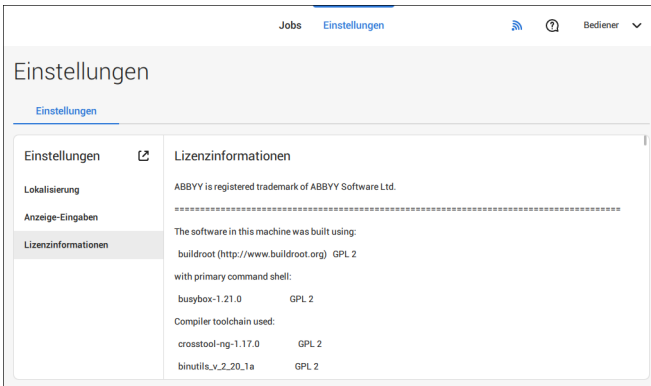 Jobs Einstellungen Bediener
Einstellungen
Einstellungen
Einstellungen
Lokalisierung
Anzeige-Eingaben
Lizenzinformationen
Lizenzinformationen
ABBYY is registered trademark of ABBYY Software Ltd.
==========================================================================================
The software in this machine was built using:
buildroot (http://www.buildroot.org) GPL 2
with primary command shell:
busybox-1.21.0 GPL 2
Compiler toolchain used:
crosstool-ng-1.17.0 GPL 2
binutils_v_2_20_1a GPL 2